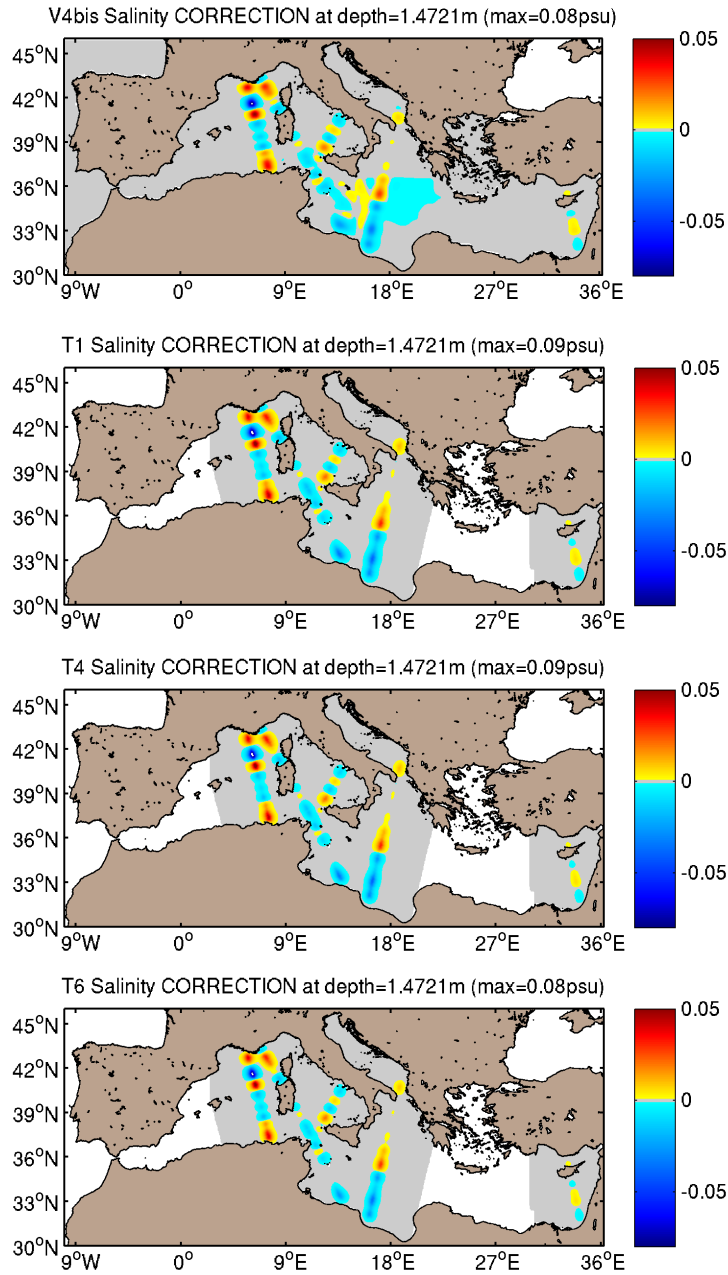 V4bis Salinity CORRECTION at depth=1.4721m (max=0.08psu)
45°N
42°N
39°N
36°N
33°N
30°N
9°W
0°
9°E
18°E
27°E
36°E
0.05
0
-0.05
T1 Salinity CORRECTION at depth=1.4721m (max=0.09psu)
45°N
42°N
39°N
36°N
33°N
30°N
9°W
0°
9°E
18°E
27°E
36°E
0.05
0
-0.05
T4 Salinity CORRECTION at depth=1.4721m (max=0.09psu)
45°N
42°N
39°N
36°N
33°N
30°N
9°W
0°
9°E
18°E
27°E
36°E
0.05
0
-0.05
T6 Salinity CORRECTION at depth=1.4721m (max=0.08psu)
45°N
42°N
39°N
36°N
33°N
30°N
9°W
0°
9°E
18°E
27°E
36°E
0.05
0
-0.05